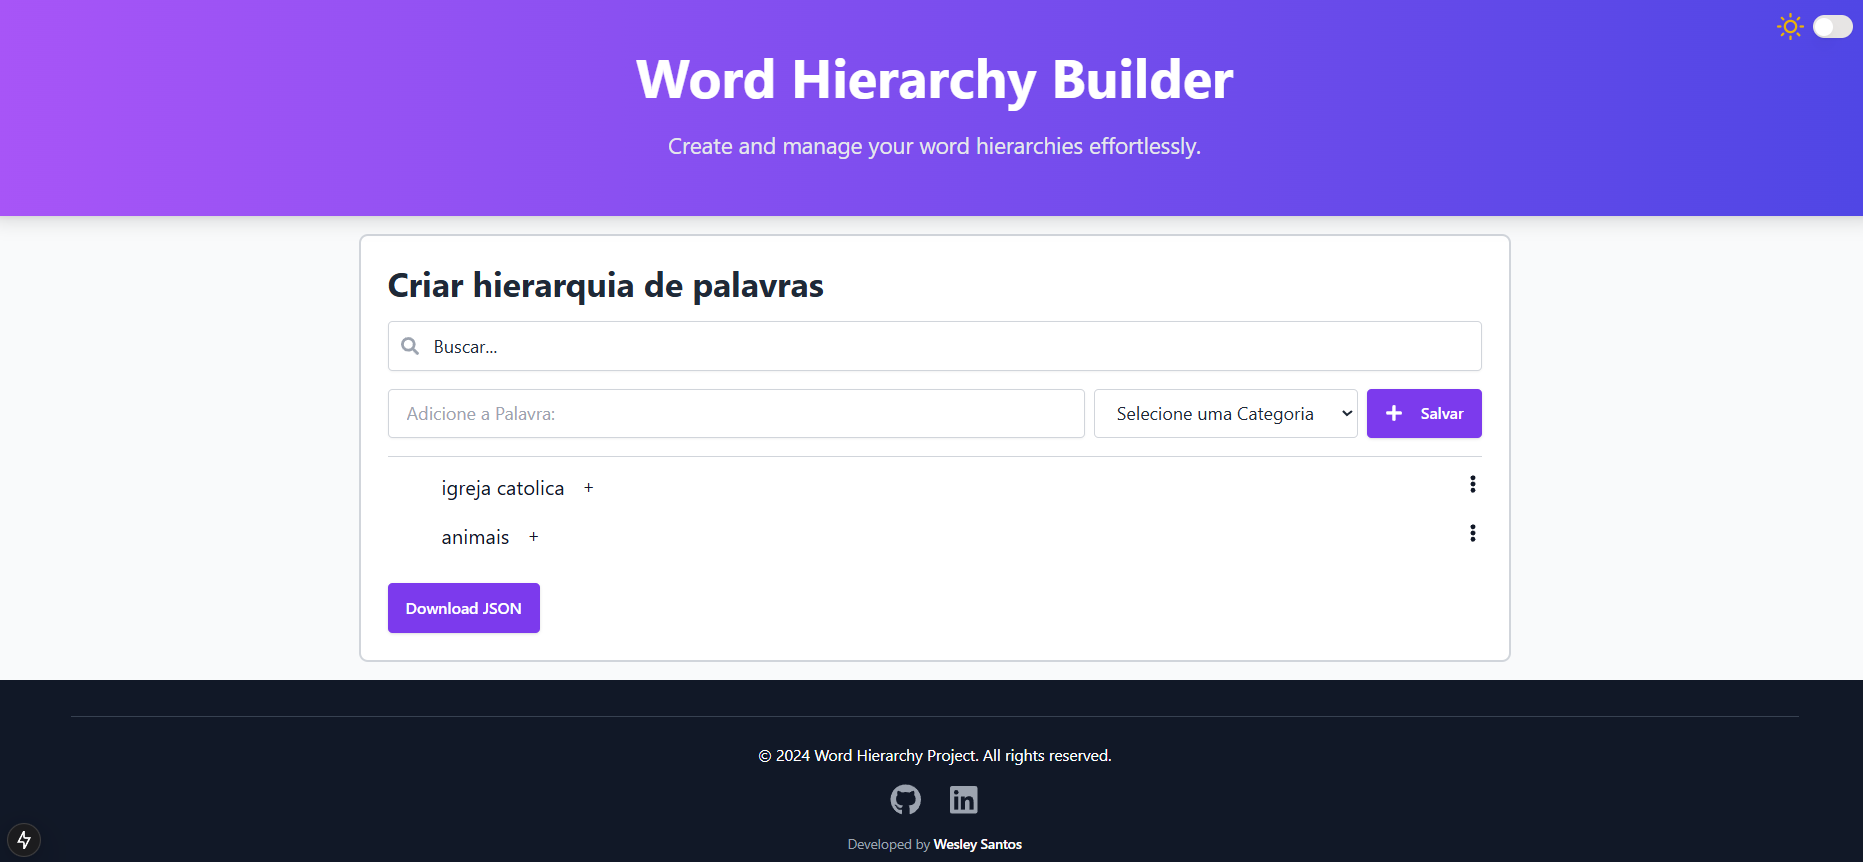 Word Hierarchy Builder
Create and manage your word hierarchies effortlessly.
Criar hierarquia de palavras
Buscar...
Adicione a Palavra:
Selecione uma Categoria
+ Salvar
igreja catolica +
animais +
Download JSON
© 2024 Word Hierarchy Project. All rights reserved.
in
Developed by Wesley Santos